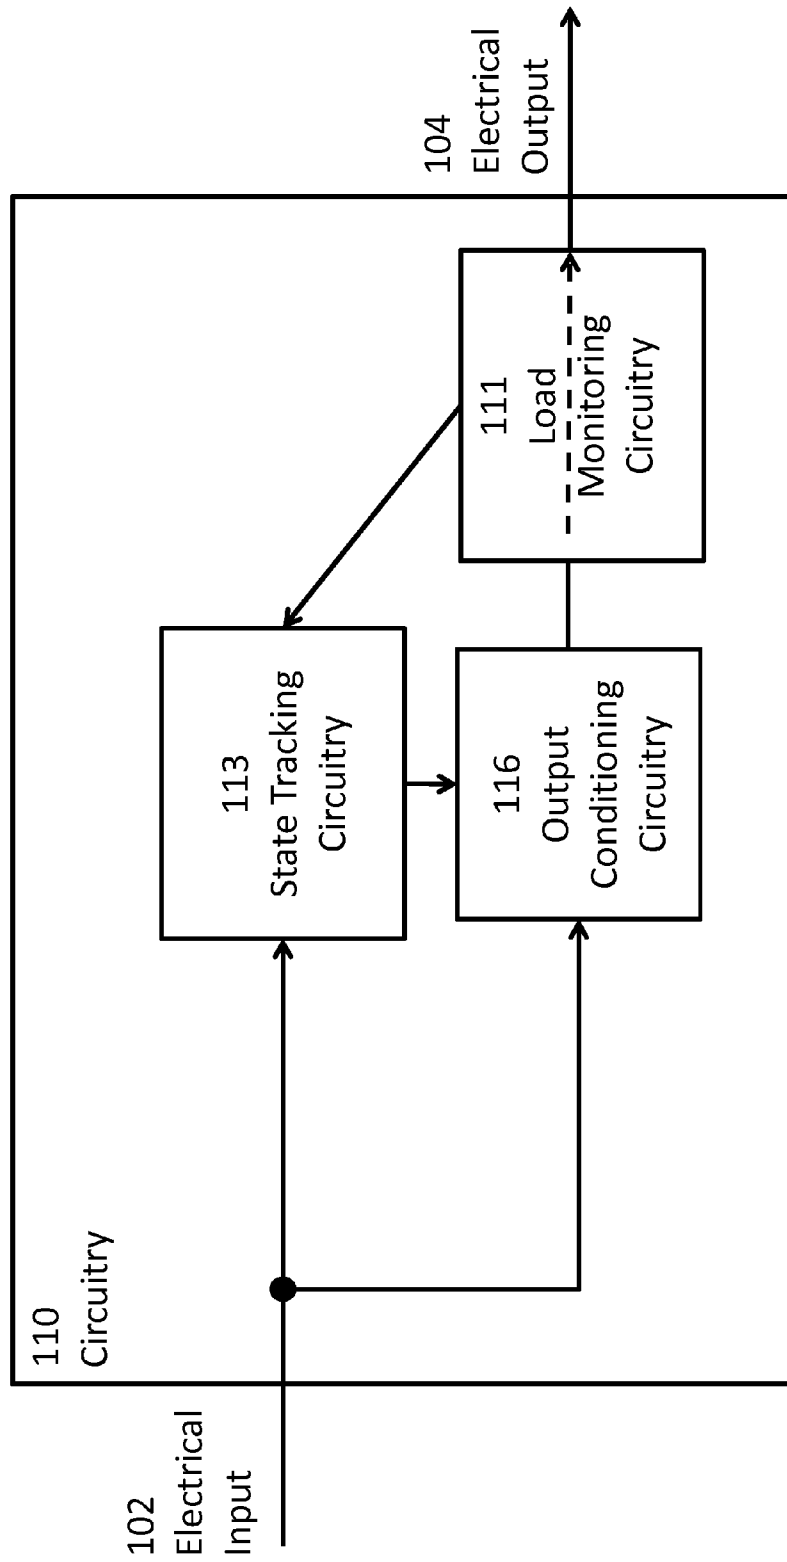 110
Circuitry
102
Electrical
Input
113
State Tracking
Circuitry
116
Output
Conditioning
Circuitry
111
Load
Monitoring
Circuitry
104
Electrical
Output